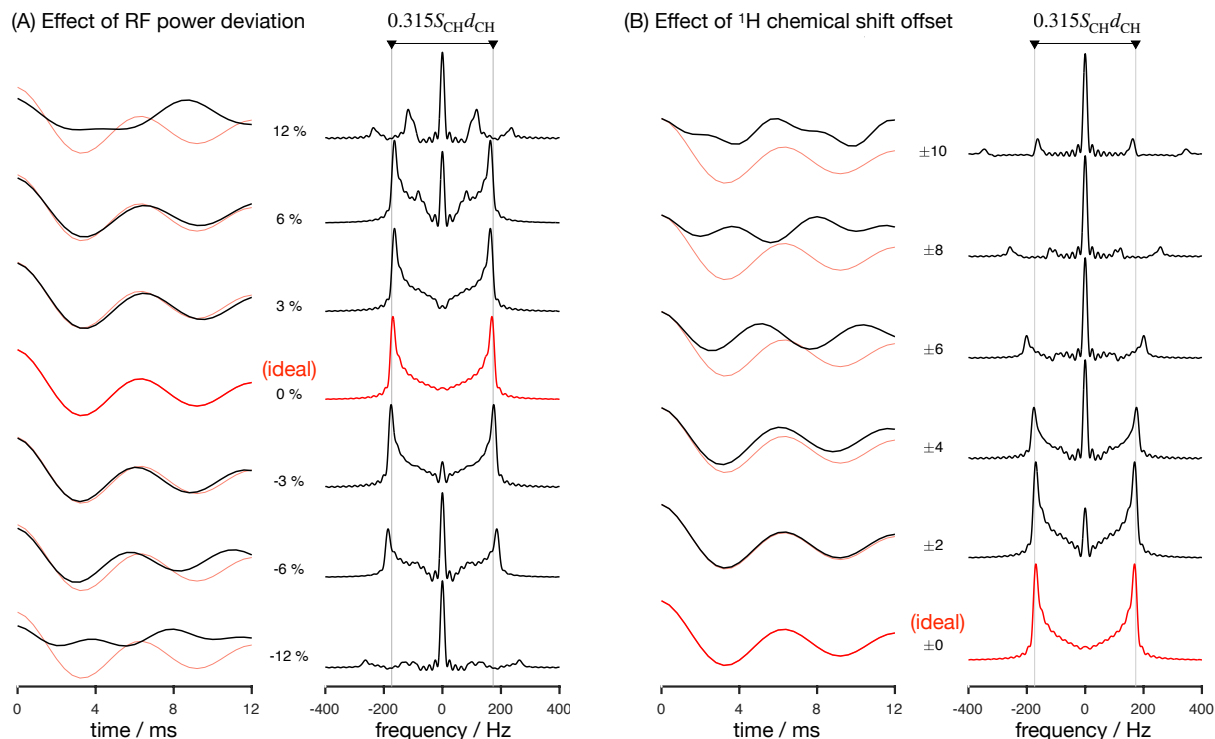 (A) Effect of RF power deviation
0.315S_CH d_CH
12 %
6 %
3 %
(ideal)
0 %
-3 %
-6 %
-12 %
0 4 8 12
time / ms
-400 -200 0 200 400
frequency / Hz
(B) Effect of ¹H chemical shift offset
0.315S_CH d_CH
±10
±8
±6
±4
±2
(ideal)
±0
0 4 8 12
time / ms
-400 -200 0 200 400
frequency / Hz